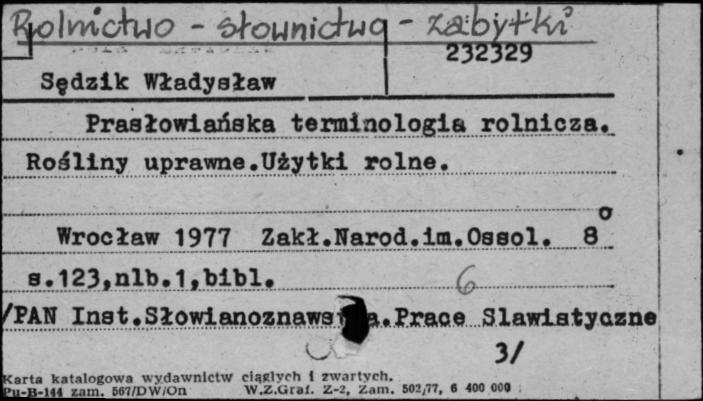 Rolnictwo - słownictwo - zabytki
232329
Sędzik Władysław
Prasłowiańska terminologia rolnicza.
Rośliny uprawne.Użytki rolne.
Wrocław 1977 Zakł.Narod.im.Ossol. 8°
s.123,nlb.1,bibl.
6
/PAN Inst.Słowianoznaws a.Prace Slawistyczne
3/
Karta katalogowa wydawnictw ciągłych i zwartych.
Pu-B-144 zam. 567/DW/On W.Z.Graf. Z-2, Zam. 502/77, 6 400 000